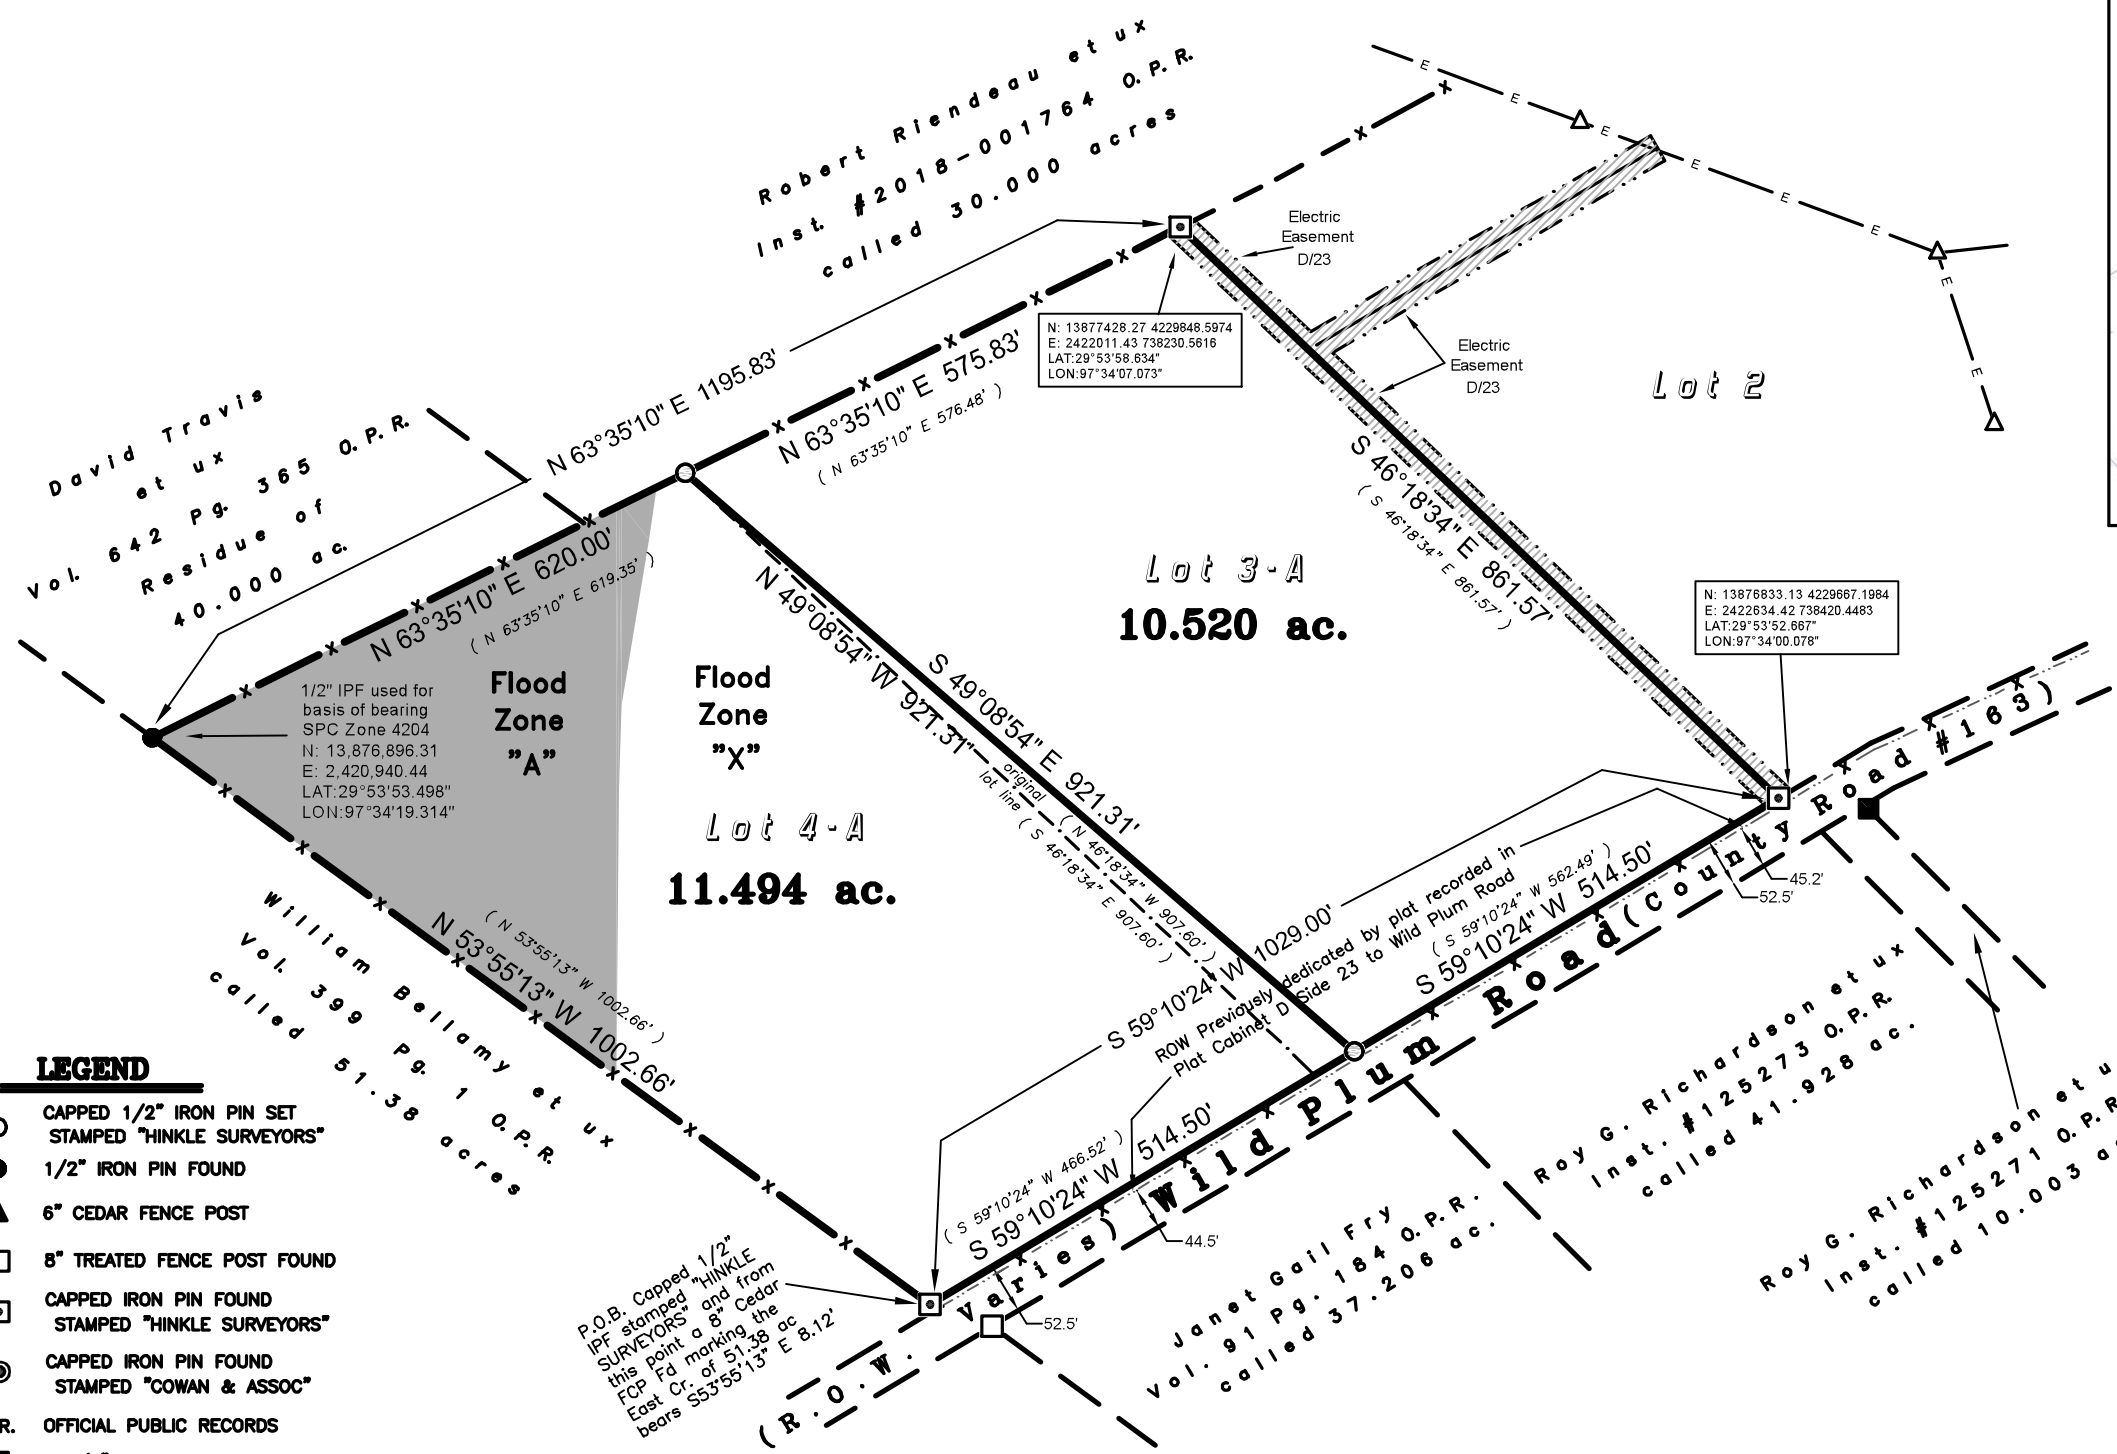 Robert Riendeau et ux
Inst. #2018-001764 O.P.R.
called 30.000 acres
E
E
E
E
E
E
E
E
Electric
Easement
D/23
Electric
Easement
D/23
N: 13877428.27 4229848.5974
E: 2422011.43 738230.5616
LAT:29°53'58.634"
LON:97°34'07.073"
Lot 2
David Travis
et ux
Vol. 642 Pg. 365 O.P.R.
Residue of
40.000 ac.
N 63°35'10" E 1195.83'
N 63°35'10" E 575.83'
( N 63°35'10" E 576.48' )
N 63°35'10" E 620.00'
( N 63°35'10" E 619.35' )
S 46°18'34" E 861.57'
( S 46°18'34" E 861.57' )
Lot 3-A
10.520 ac.
N: 13876833.13 4229667.1984
E: 2422634.42 738420.4483
LAT:29°53'52.667"
LON:97°34'00.078"
1/2" IPF used for
basis of bearing
SPC Zone 4204
N: 13,876,896.31
E: 2,420,940.44
LAT:29°53'53.498"
LON:97°34'19.314"
Flood
Zone
"A"
Flood
Zone
"X"
N 49°08'54" W 921.31'
S 49°08'54" E 921.31'
original
lot line ( S 46°18'34" E 907.60' )
( N 46°18'34" W 907.60' )
Lot 4-A
11.494 ac.
William Bellamy et ux
Vol. 399 Pg. 1 O.P.R.
called 51.38 acres
( N 53°55'13" W 1002.66' )
N 53°55'13" W 1002.66'
S 59°10'24" W 1029.00'
ROW Previously dedicated by plat recorded in
Plat Cabinet D Side 23 to Wild Plum Road
( S 59°10'24" W 562.49' )
S 59°10'24" W 514.50'
45.2'
52.5'
( S 59°10'24" W 466.52' )
S 59°10'24" W 514.50'
44.5'
52.5'
(R.O.W. Varies) Wild Plum Road (County Road #163)
P.O.B. Capped 1/2"
IPF stamped "HINKLE
SURVEYORS" and from
this point a 8" Cedar
FCP Fd marking the
East Cr. of 51.38 ac
bears S53°55'13" E 8.12'
Janet Gail Fry
vol. 91 Pg. 184 O.P.R.
called 37.206 ac.
Roy G. Richardson et ux
Inst. #125273 O.P.R.
called 41.928 ac.
Roy G. Richardson et u
Inst. #125271 O.P.R
called 10.003 a
LEGEND
CAPPED 1/2" IRON PIN SET
STAMPED "HINKLE SURVEYORS"
1/2" IRON PIN FOUND
6" CEDAR FENCE POST
8" TREATED FENCE POST FOUND
CAPPED IRON PIN FOUND
STAMPED "HINKLE SURVEYORS"
CAPPED IRON PIN FOUND
STAMPED "COWAN & ASSOC"
R. OFFICIAL PUBLIC RECORDS